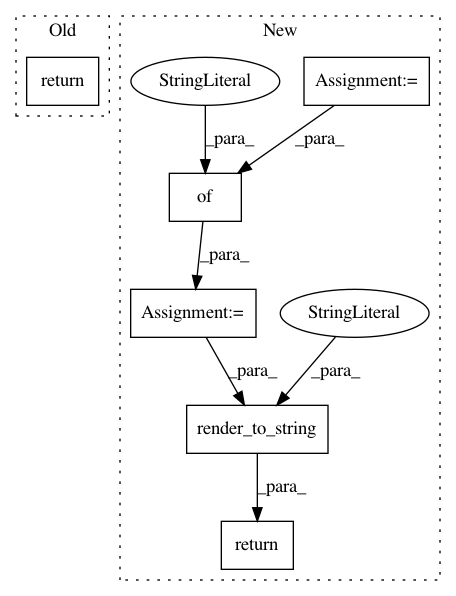 Old
New
return
StringLiteral
Assignment:=
_para_
_para_
of
_para_
Assignment:=
StringLiteral
_para_
_para_
render_to_string
_para_
return